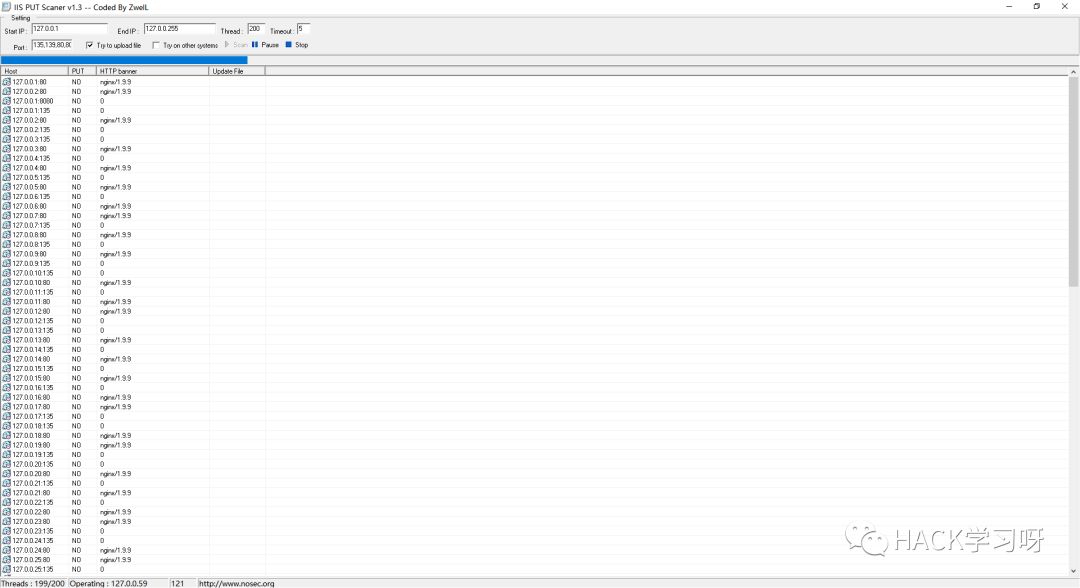 IIS PUT Scaner v1.3 -- Coded By ZwelL
Setting
Start IP : 127.0.0.1 End IP : 127.0.0.255 Thread : 200 Timeout : 5
Port : 135,139,80,80 Try to upload file Try on other systems Scan Pause Stop
Host PUT HTTP banner Update File
127.0.0.1:80 NO nginx/1.9.9
127.0.0.2:80 NO nginx/1.9.9
127.0.0.1:8080 NO 0
127.0.0.1:135 NO 0
127.0.0.2:80 NO nginx/1.9.9
127.0.0.2:135 NO 0
127.0.0.3:135 NO 0
127.0.0.3:80 NO nginx/1.9.9
127.0.0.4:135 NO 0
127.0.0.4:80 NO nginx/1.9.9
127.0.0.5:135 NO 0
127.0.0.5:80 NO nginx/1.9.9
127.0.0.6:135 NO 0
127.0.0.6:80 NO nginx/1.9.9
127.0.0.7:80 NO nginx/1.9.9
127.0.0.7:135 NO 0
127.0.0.8:80 NO nginx/1.9.9
127.0.0.8:135 NO 0
127.0.0.9:80 NO nginx/1.9.9
127.0.0.9:135 NO 0
127.0.0.10:135 NO 0
127.0.0.10:80 NO nginx/1.9.9
127.0.0.11:135 NO 0
127.0.0.11:80 NO nginx/1.9.9
127.0.0.12:80 NO nginx/1.9.9
127.0.0.12:135 NO 0
127.0.0.13:135 NO 0
127.0.0.13:80 NO nginx/1.9.9
127.0.0.14:135 NO 0
127.0.0.14:80 NO nginx/1.9.9
127.0.0.15:135 NO 0
127.0.0.15:80 NO nginx/1.9.9
127.0.0.16:135 NO 0
127.0.0.16:80 NO nginx/1.9.9
127.0.0.17:80 NO nginx/1.9.9
127.0.0.17:135 NO 0
127.0.0.18:135 NO 0
127.0.0.18:80 NO nginx/1.9.9
127.0.0.19:80 NO nginx/1.9.9
127.0.0.19:135 NO 0
127.0.0.20:135 NO 0
127.0.0.20:80 NO nginx/1.9.9
127.0.0.21:135 NO 0
127.0.0.21:80 NO nginx/1.9.9
127.0.0.22:135 NO 0
127.0.0.22:80 NO nginx/1.9.9
127.0.0.23:80 NO nginx/1.9.9
127.0.0.23:135 NO 0
127.0.0.24:135 NO 0
127.0.0.24:80 NO nginx/1.9.9
127.0.0.25:80 NO nginx/1.9.9
127.0.0.25:135 NO 0
HACK学习呀
Threads : 199/200 Operating : 127.0.0.59 121 http://www.nosec.org